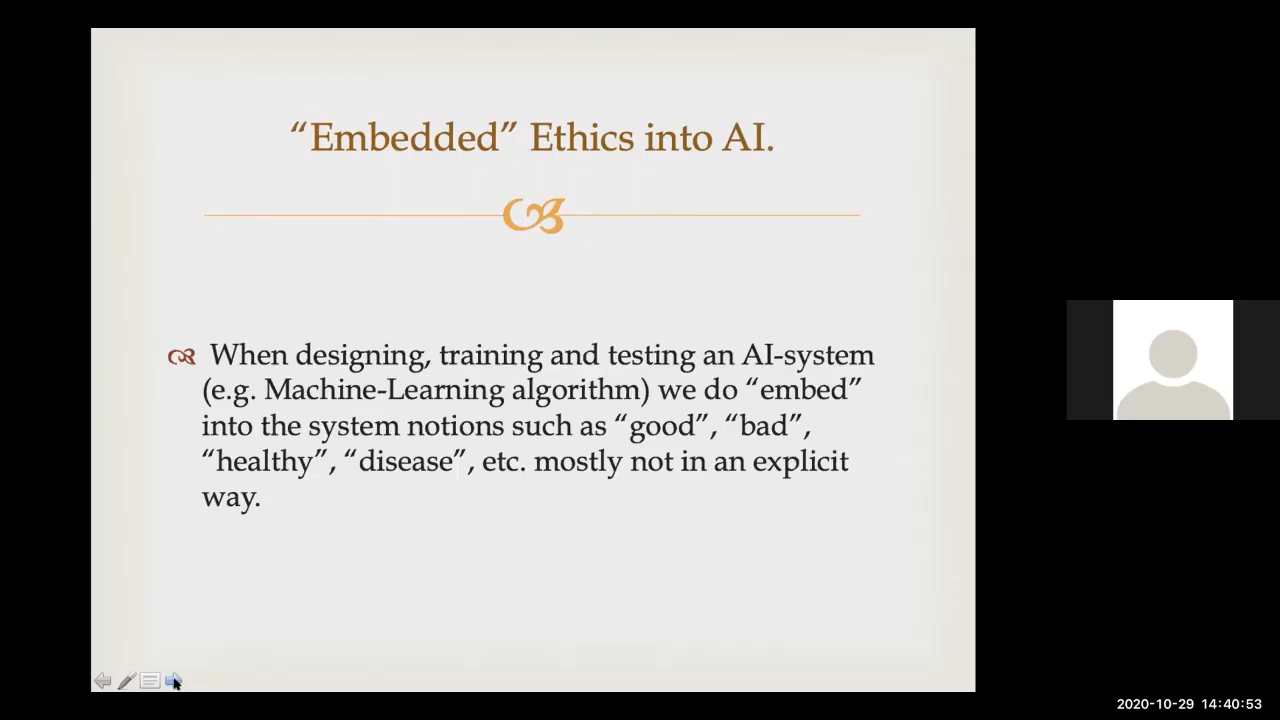 “Embedded” Ethics into AI.
When designing, training and testing an AI-system
(e.g. Machine-Learning algorithm) we do “embed”
into the system notions such as “good”, “bad”,
“healthy”, “disease”, etc. mostly not in an explicit
way.
2020-10-29 14:40:53